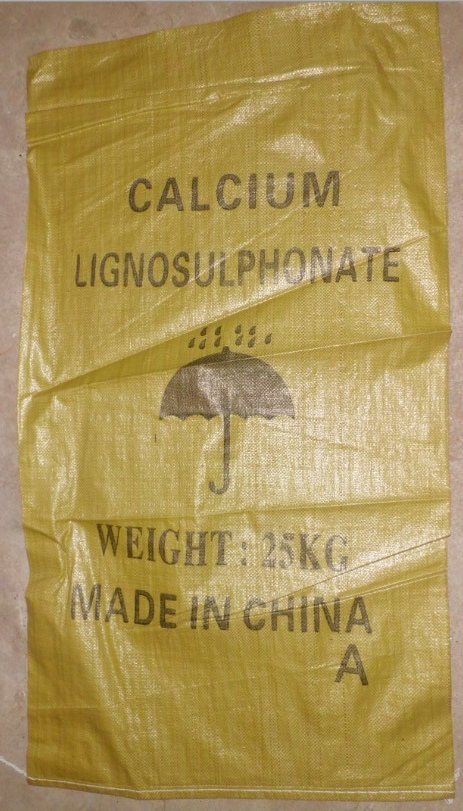 CALCIUM
LIGNOSULPHONATE
WEIGHT: 25KG
MADE IN CHINA
A